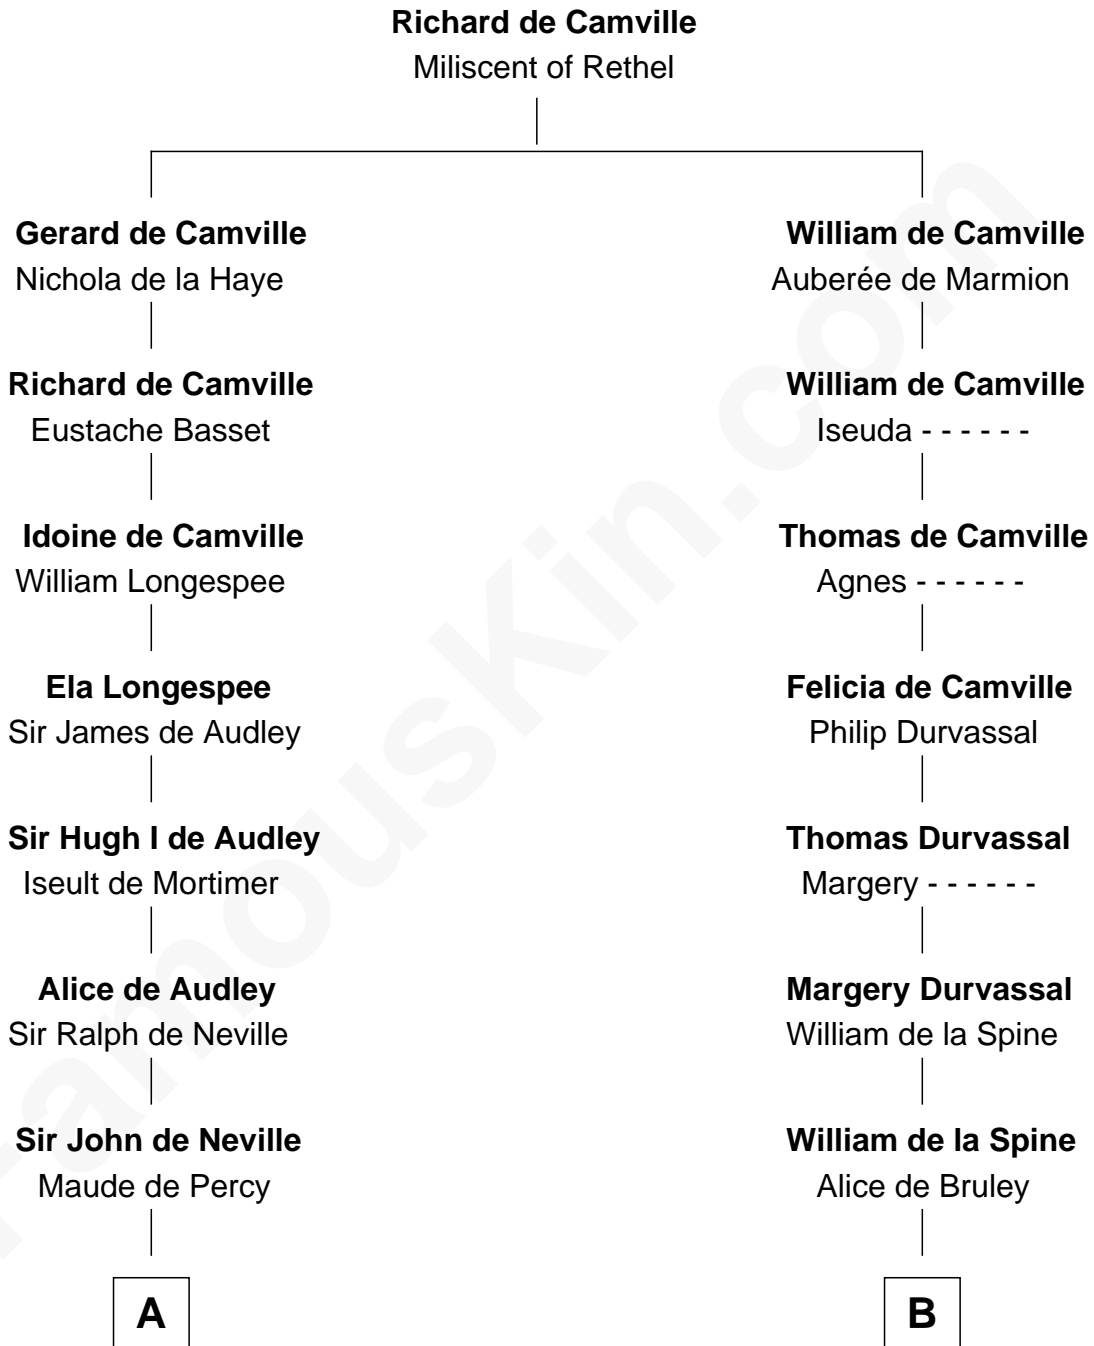 Richard de Camville
Miliscent of Rethel
Gerard de Camville
Nichola de la Haye
William de Camville
Auberée de Marmion
Richard de Camville
Eustache Basset
William de Camville
Iseuda - - - - - -
Idoine de Camville
William Longespee
Thomas de Camville
Agnes - - - - - -
Ela Longespee
Sir James de Audley
Felicia de Camville
Philip Durvassal
Sir Hugh I de Audley
Iseult de Mortimer
Thomas Durvassal
Margery - - - - - -
Alice de Audley
Sir Ralph de Neville
Margery Durvassal
William de la Spine
Sir John de Neville
Maude de Percy
William de la Spine
Alice de Bruley
A
B
FamousKin.com